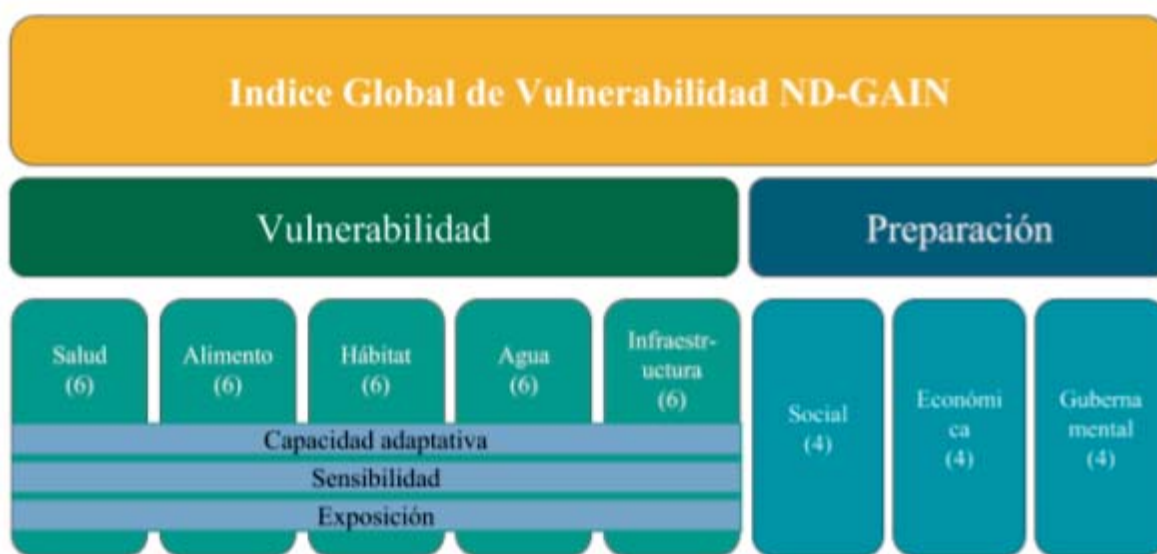 Indice Global de Vulnerabilidad ND-GAIN
Vulnerabilidad
Preparación
Salud
(6)
Alimento
(6)
Hábitat
(6)
Agua
(6)
Infraestr-
uctura
(6)
Capacidad adaptativa
Sensibilidad
Exposición
Social
(4)
Económi
ca
(4)
Guberna
mental
(4)